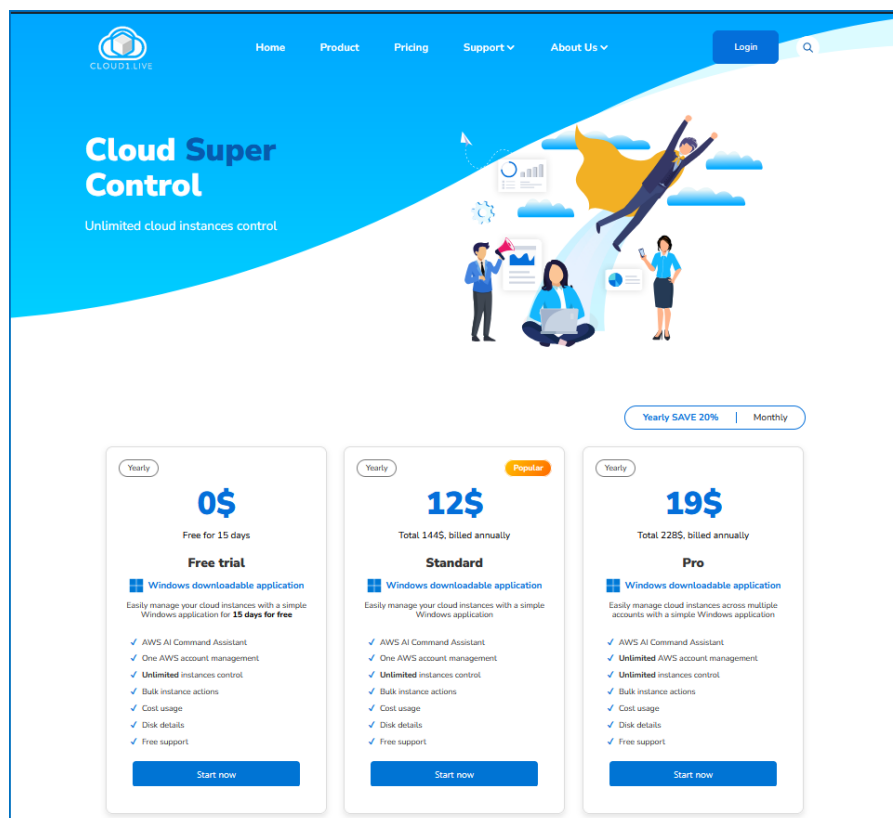 CLOUD1 LIVE
Home
Product
Pricing
Support
About Us
Login
Cloud Super
Control
Unlimited cloud instances control
Yearly SAVE 20%
Monthly
Yearly
0$
Free for 15 days
Free trial
Windows downloadable application
Easily manage your cloud instances with a simple
Windows application for 15 days for free
AWS AI Command Assistant
One AWS account management
Unlimited instances control
Bulk instance actions
Cost usage
Disk details
Free support
Start now
Yearly
Popular
12$
Total 144$, billed annually
Standard
Windows downloadable application
Easily manage your cloud instances with a simple
Windows application
AWS AI Command Assistant
One AWS account management
Unlimited instances control
Bulk instance actions
Cost usage
Disk details
Free support
Start now
Yearly
19$
Total 228$, billed annually
Pro
Windows downloadable application
Easily manage cloud instances across multiple
accounts with a simple Windows application
AWS AI Command Assistant
Unlimited AWS account management
Unlimited instances control
Bulk instance actions
Cost usage
Disk details
Free support
Start now